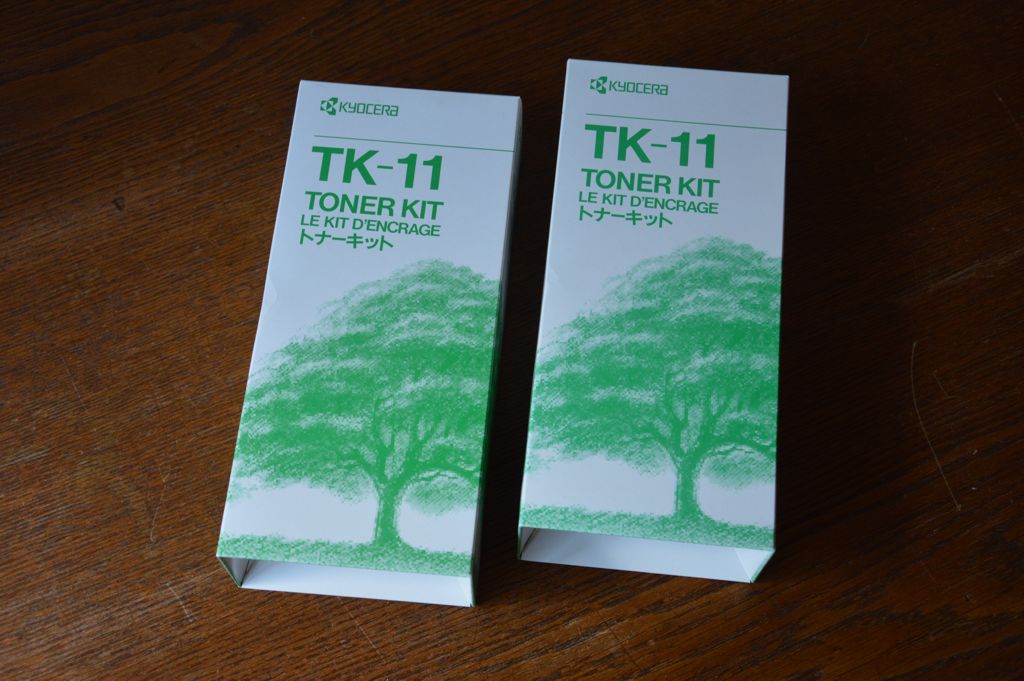 KYOCERA
TK-11
TONER KIT
LE KIT D'ENCRAGE
トナーキット
KYOCERA
TK-11
TONER KIT
LE KIT D'ENCRAGE
トナーキット